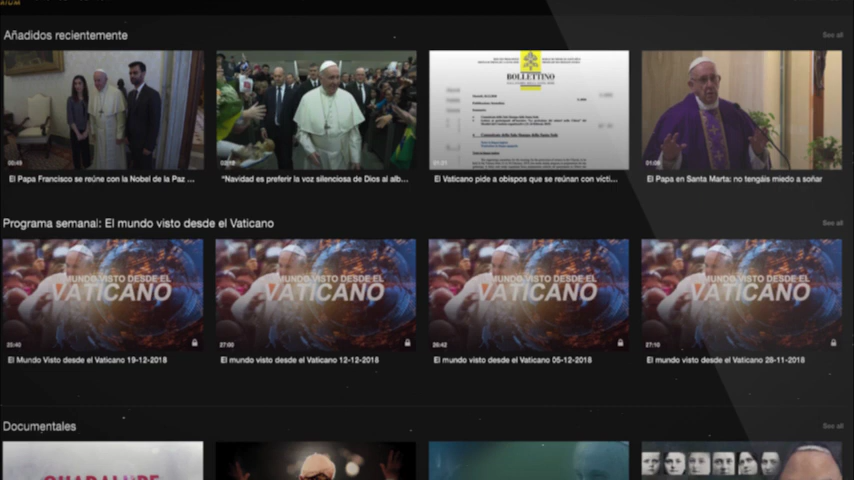 Añadidos recientemente
See all
00:43
01:31
01:08
BOLLETTINO
El Papa Francisco se reúne con la Nobel de la Paz ...
“Navidad es preferir la voz silenciosa de Dios al alb...
El Vaticano pide a obispos que se reúnan con vícti...
El Papa en Santa Marta: no tengáis miedo a soñar
Programa semanal: El mundo visto desde el Vaticano
See all
MUNDO VISTO DESDE EL
VATICANO
MUNDO VISTO DESDE EL
VATICANO
MUNDO VISTO DESDE EL
VATICANO
MUNDO VISTO DESDE EL
VATICANO
23:40
27:00
26:42
27:10
El Mundo Visto desde el Vaticano 19-12-2018
El mundo visto desde el Vaticano 12-12-2018
El mundo visto desde el Vaticano 05-12-2018
El mundo visto desde el Vaticano 28-11-2018
Documentales
See all